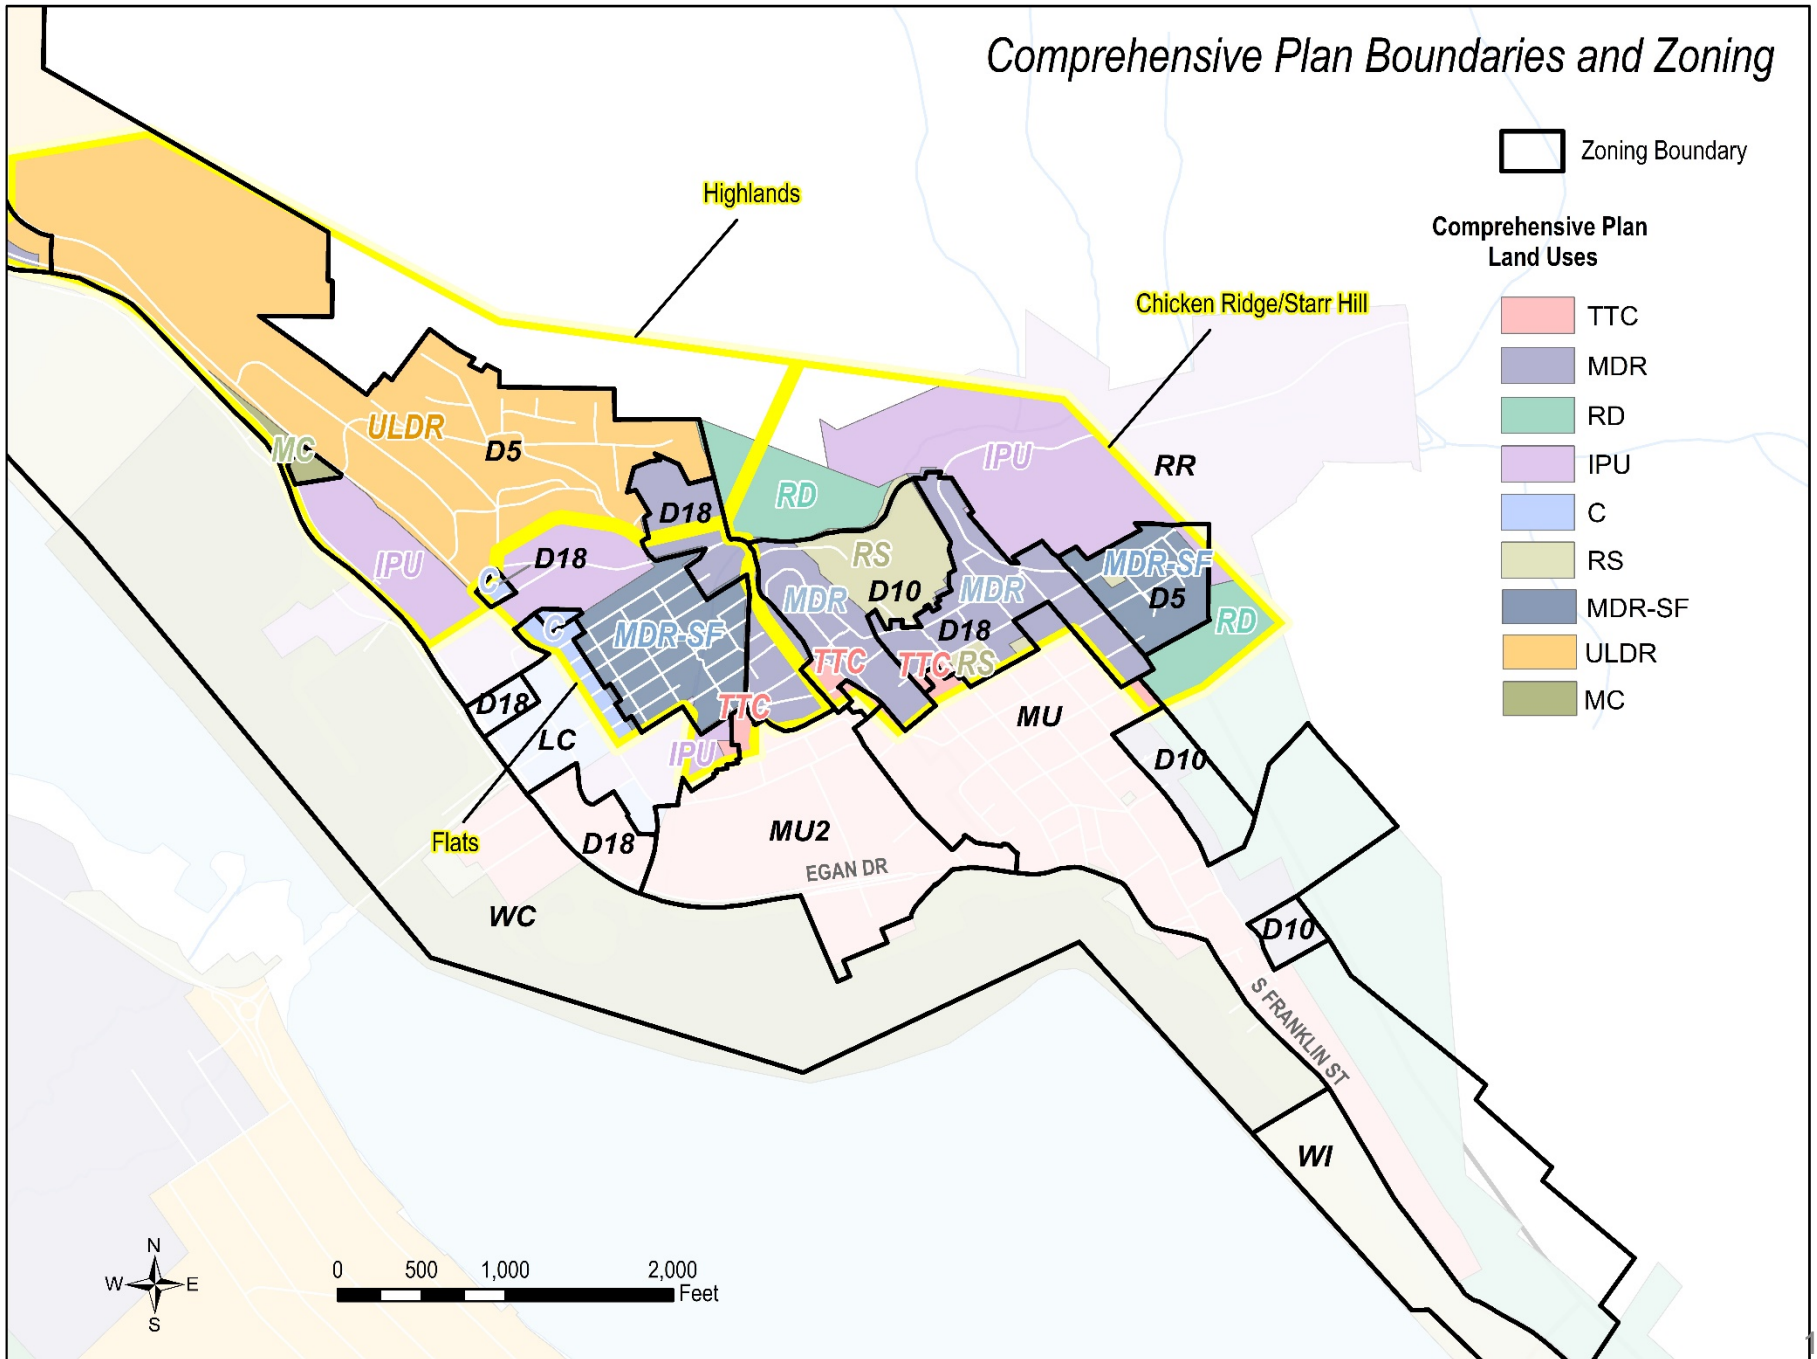 Comprehensive Plan Boundaries and Zoning
Zoning Boundary
Comprehensive Plan
Land Uses
TTC
MDR
RD
IPU
C
RS
MDR-SF
ULDR
MC
Highlands
Chicken Ridge/Starr Hill
ULDR
D5
MC
IPU
RR
RD
D18
D18
IPU
C
RS
D10
MDR
MDR
MDR-SF
D5
RD
C
MDR-SF
D18
TTC
TTC
RS
D18
TTC
MU
LC
IPU
D10
Flats
D18
MU2
EGAN DR
WC
D10
S FRANKLIN ST
WI
N
W
E
S
0 500 1,000 2,000
Feet
1